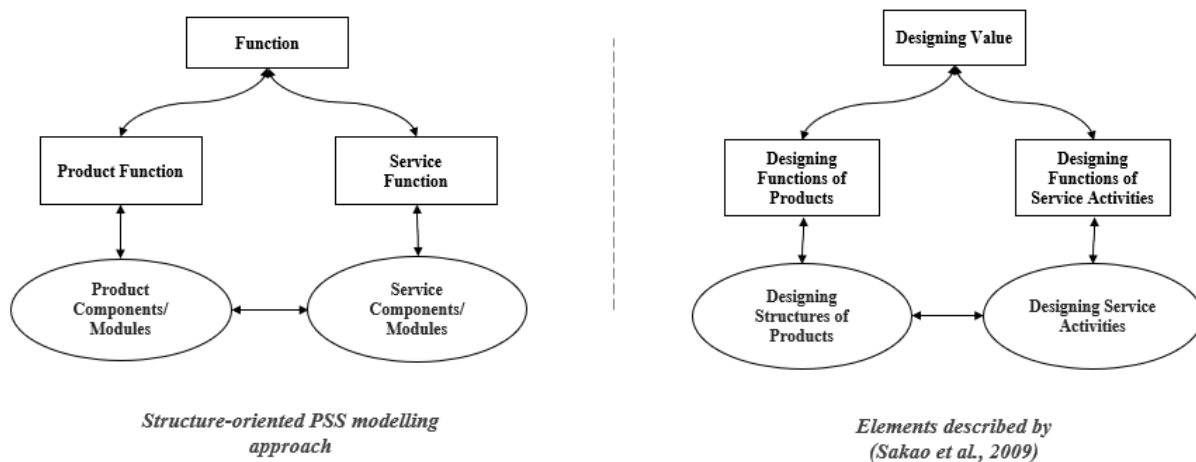 Function
Product Function
Service
Function
Product
Components/
Modules
Service
Components/
Modules
Structure-oriented PSS modelling
approach
Designing Value
Designing
Functions of
Products
Designing
Functions of
Service Activities
Designing
Structures of
Products
Designing Service
Activities
Elements described by
(Sakao et al., 2009)